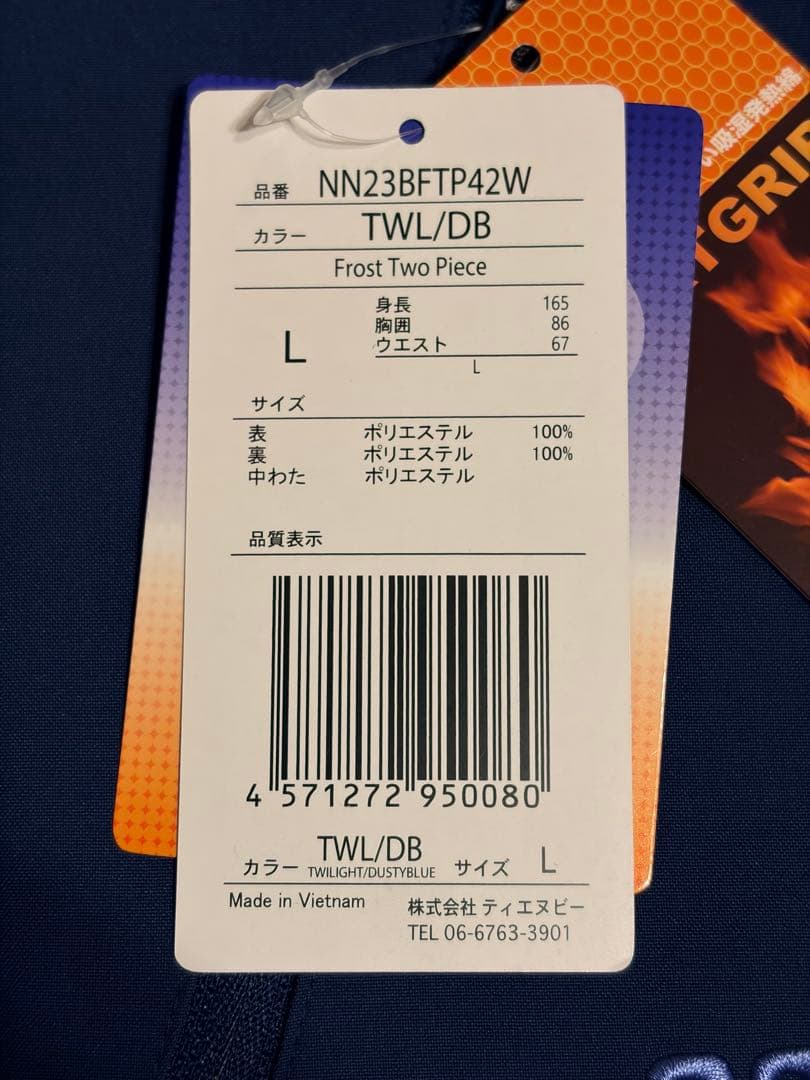 品番 NN23BFTP42W
カラー TWL/DB
Frost Two Piece
L
身長 165
胸囲 86
ウエスト 67
L
サイズ
表 ポリエステル 100%
裏 ポリエステル 100%
中わた ポリエステル
品質表示
4 571272 950080
カラー TWL/DB サイズ L
TWILIGHT/DUSTYBLUE
Made in Vietnam 株式会社 ティエヌビー
TEL 06-6763-3901
い吸湿発熱綿